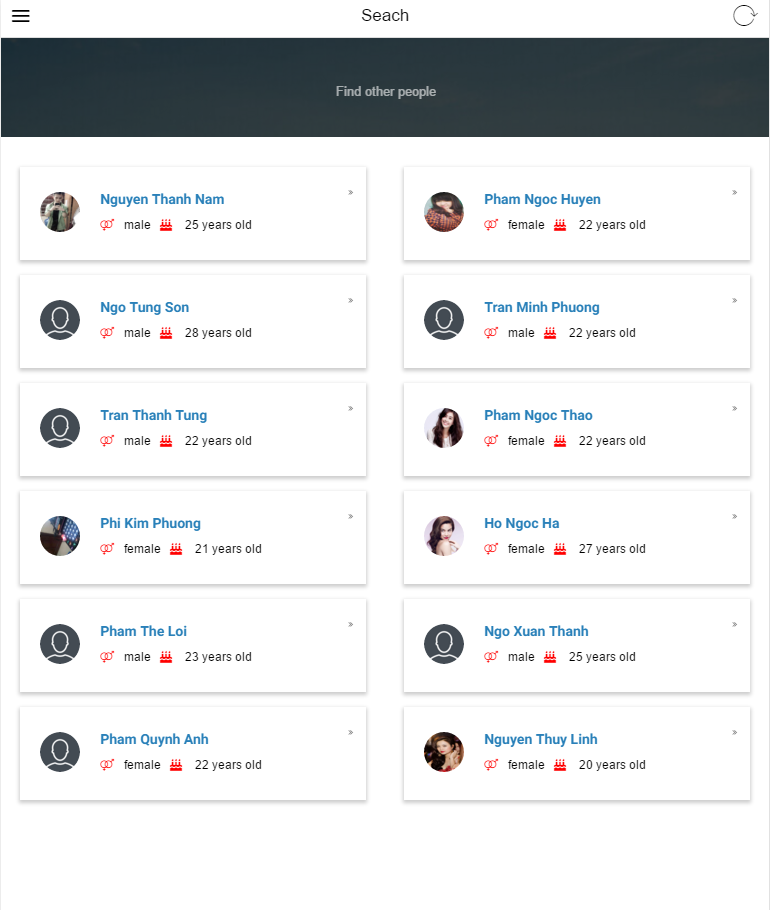 Seach
Find other people
Nguyen Thanh Nam
male 25 years old
Pham Ngoc Huyen
female 22 years old
Ngo Tung Son
male 28 years old
Tran Minh Phuong
male 22 years old
Tran Thanh Tung
male 22 years old
Pham Ngoc Thao
female 22 years old
Phi Kim Phuong
female 21 years old
Ho Ngoc Ha
female 27 years old
Pham The Loi
male 23 years old
Ngo Xuan Thanh
male 25 years old
Pham Quynh Anh
female 22 years old
Nguyen Thuy Linh
female 20 years old